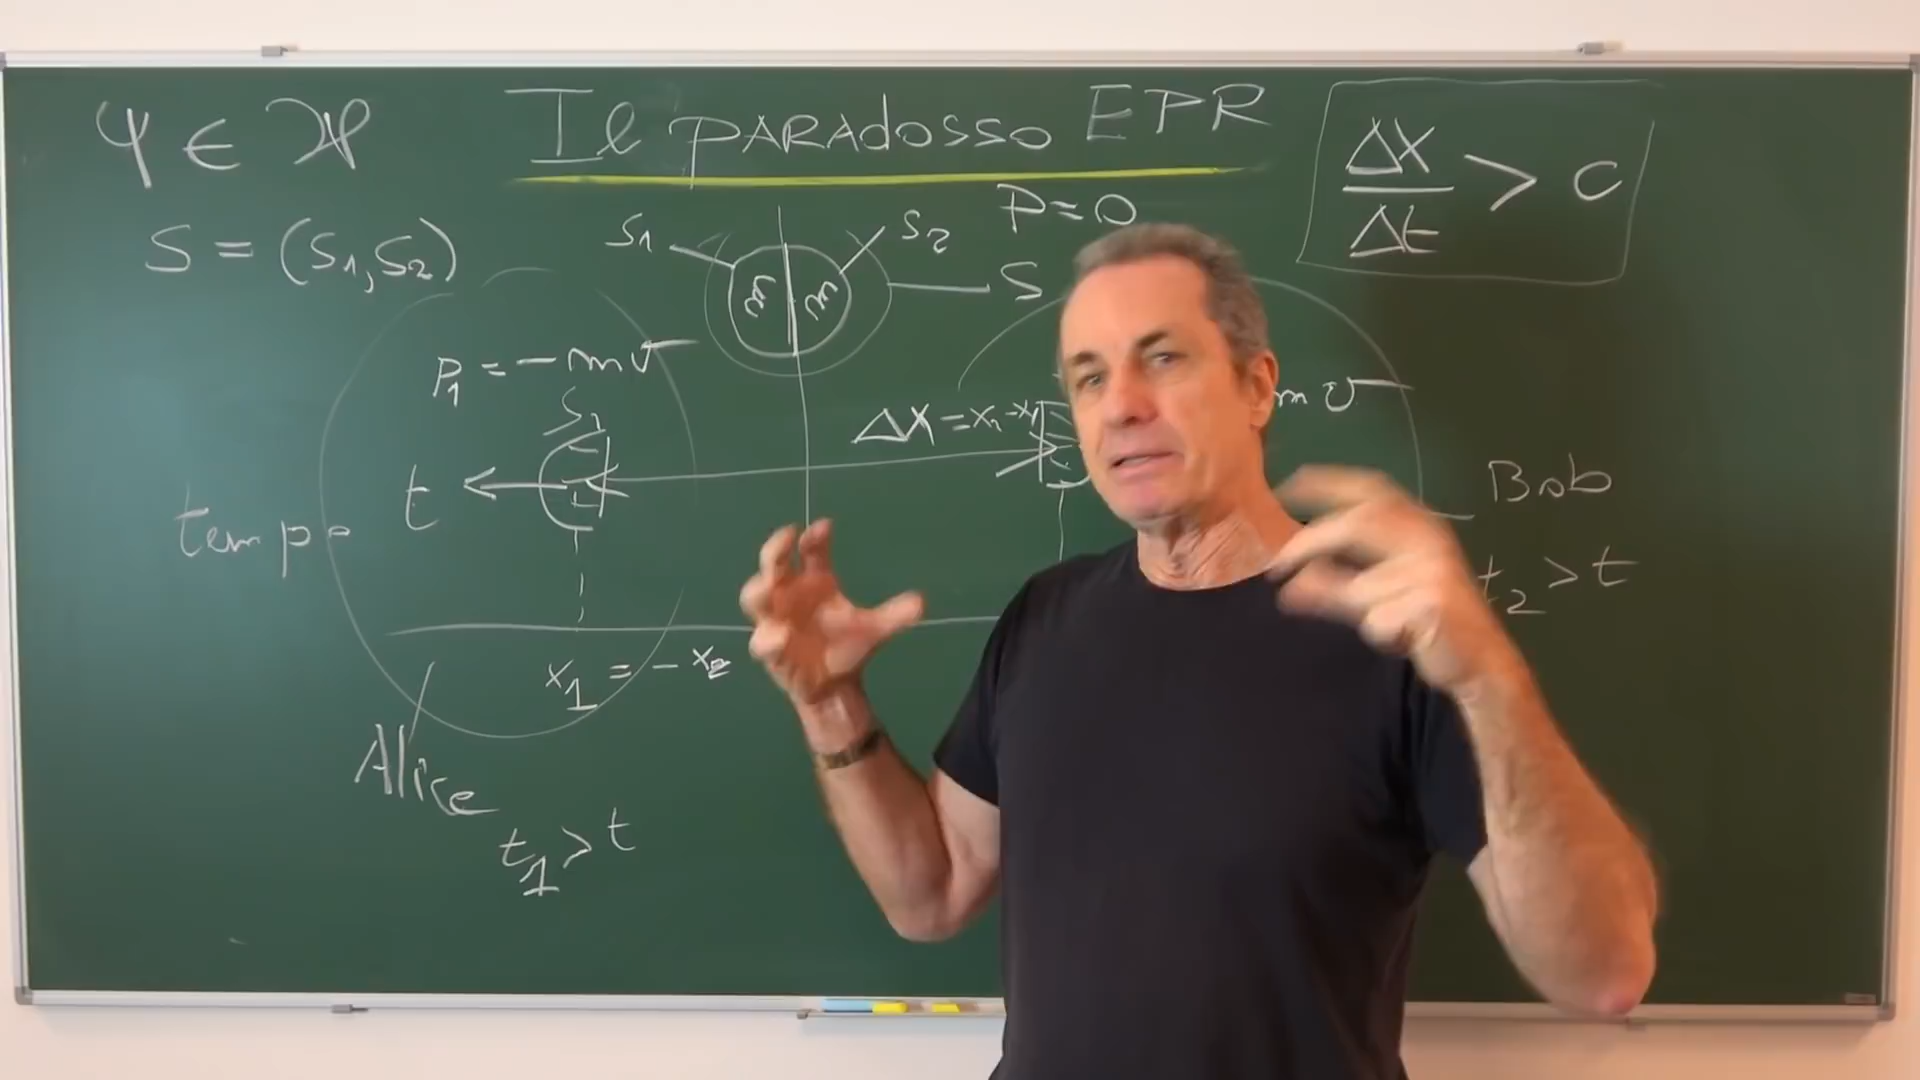 ψ ∈ ℋ
Il PARAdosso EPR
ΔX / Δt > c
S = (S1, S2)
S1
S2
P=0
m
m
S
P1 = - mv
S1
ΔX = x2 - x1
mv
tempo
t
Bob
t2 > t
x1 = - x2
Alice
t1 > t